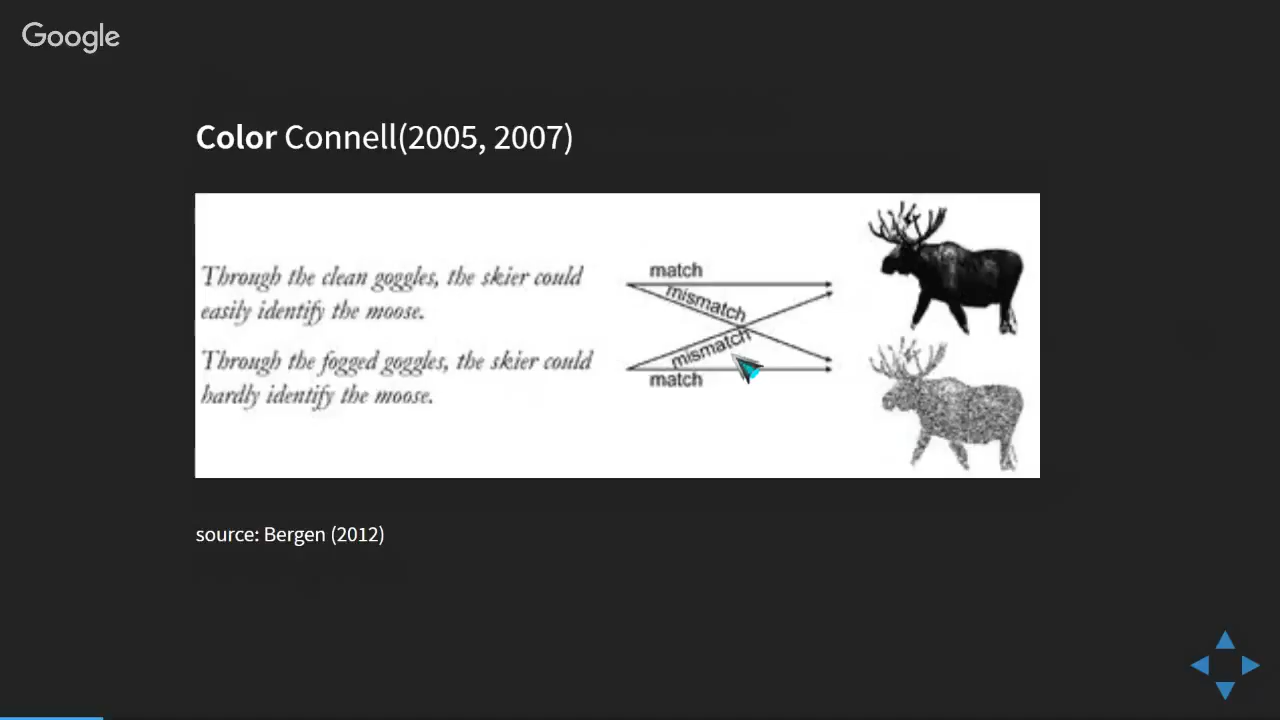 Google
Color Connell(2005, 2007)
Through the clean goggles, the skier could
easily identify the moose.
Through the fogged goggles, the skier could
hardly identify the moose.
match
mismatch
mismatch
match
source: Bergen (2012)